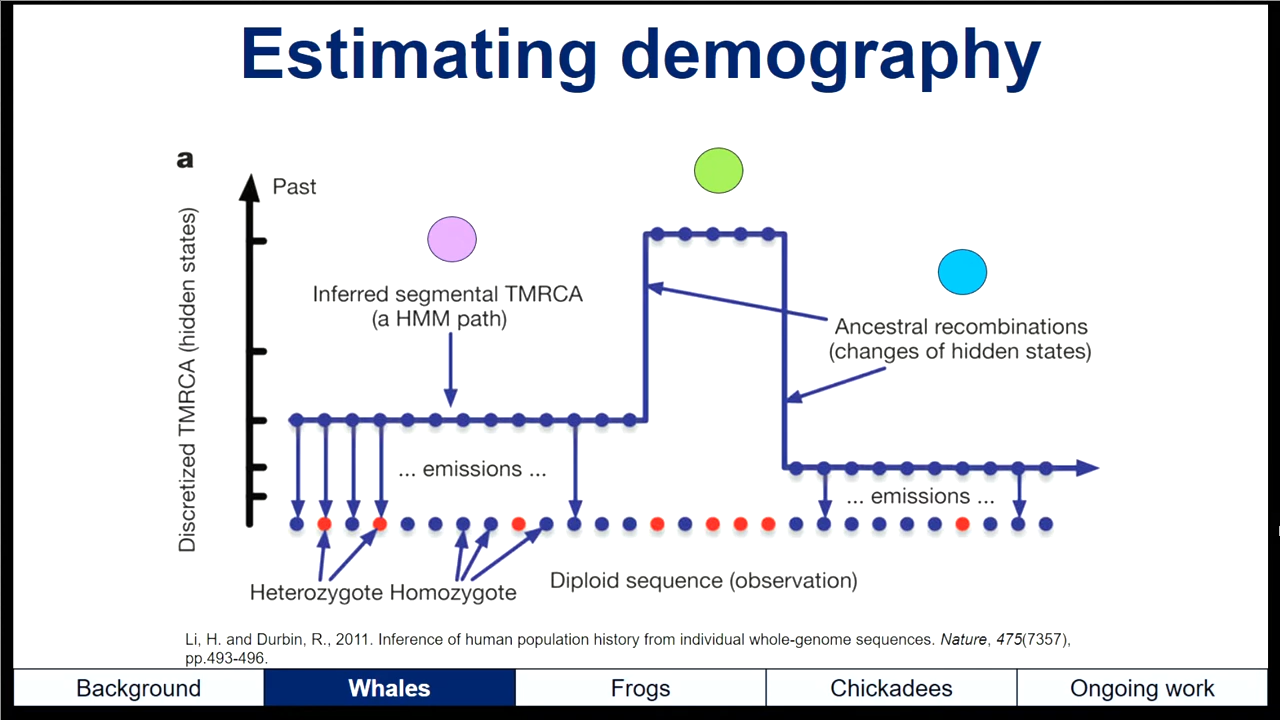 Estimating demography
a
Past
Discretized TMRCA (hidden states)
Inferred segmental TMRCA
(a HMM path)
Ancestral recombinations
(changes of hidden states)
... emissions ...
... emissions ...
Heterozygote Homozygote
Diploid sequence (observation)
Li, H. and Durbin, R., 2011. Inference of human population history from individual whole-genome sequences. Nature, 475(7357),
pp.493-496.
Background Whales Frogs Chickadees Ongoing work